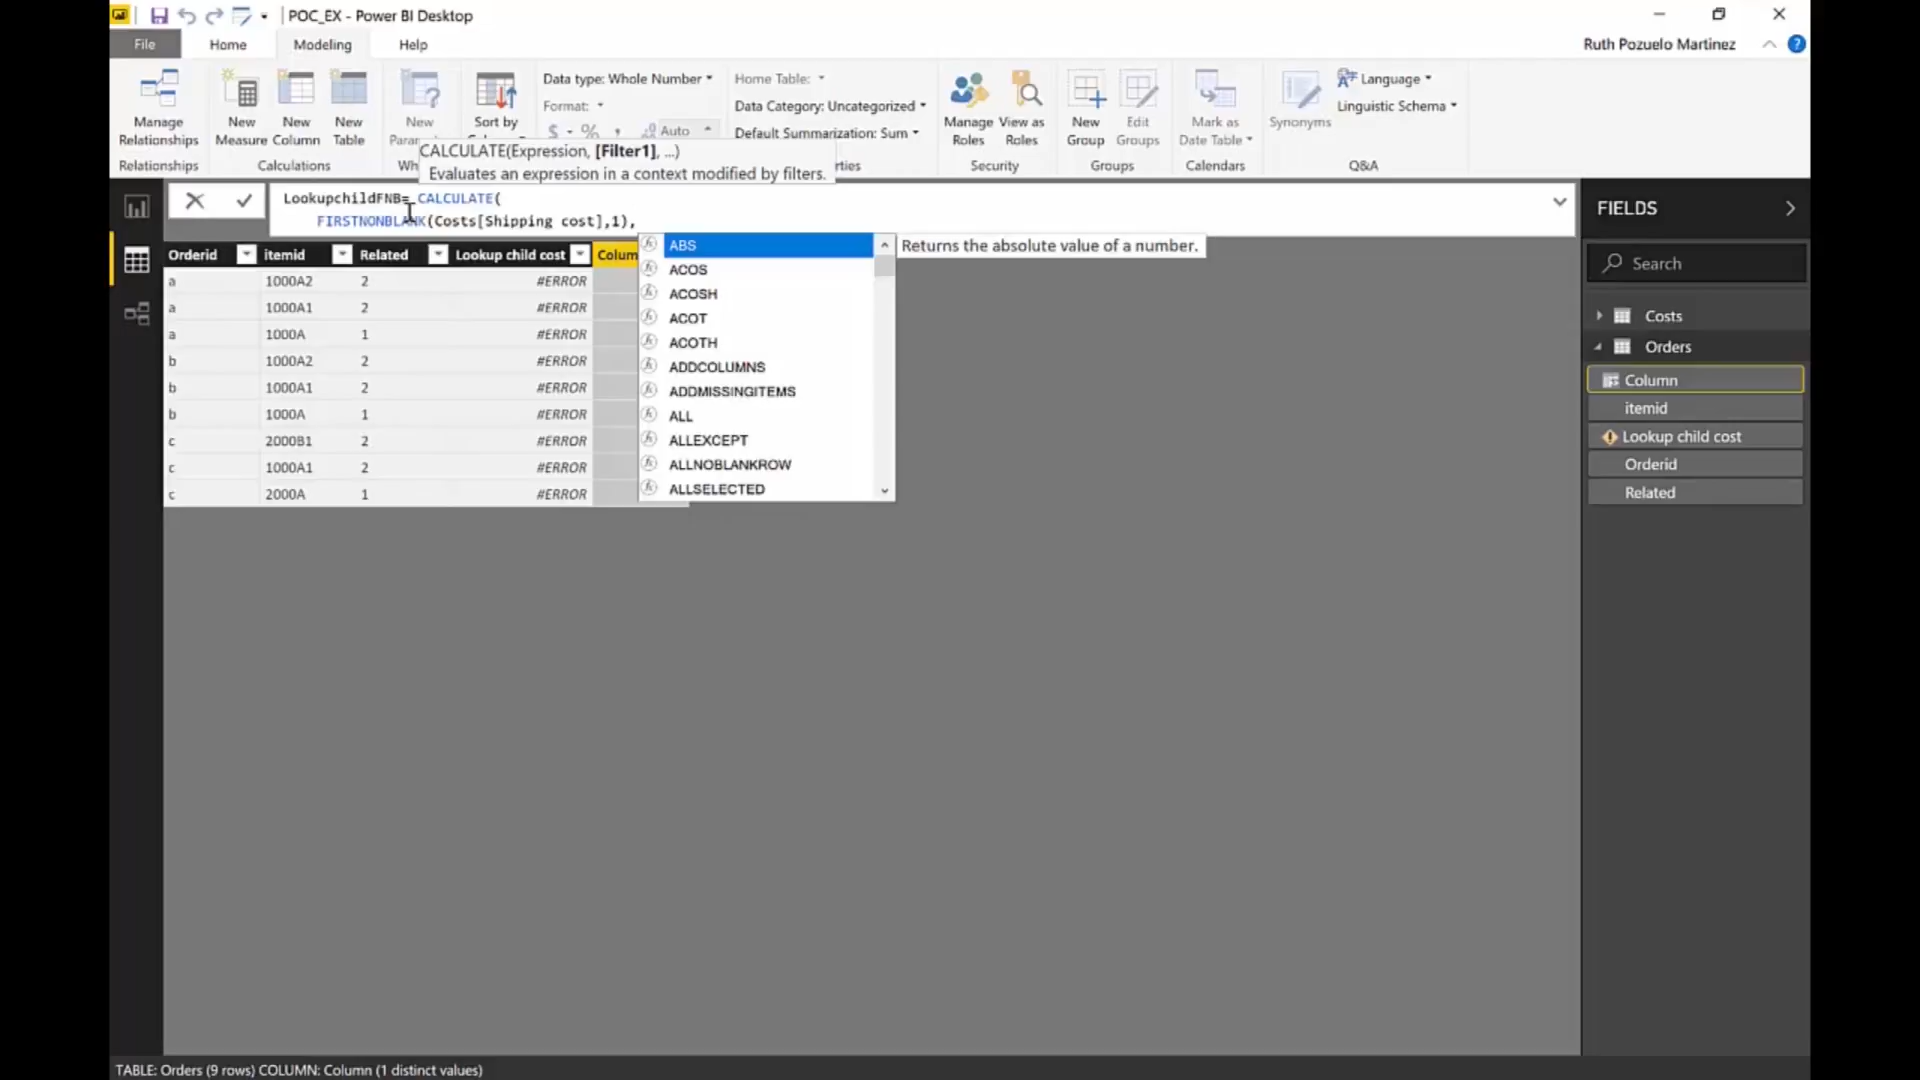 POC_EX - Power BI Desktop
File
Home
Modeling
Help
Ruth Pozuelo Martinez
Manage Relationships
Relationships
New Measure
New Column
New Table
Calculations
New
Sort by
Data type: Whole Number
Format:
$ - % , Auto
Home Table:
Data Category: Uncategorized
Default Summarization: Sum
Manage Roles
View as Roles
Security
New Group
Edit Groups
Groups
Mark as Date Table
Calendars
Synonyms
Language
Linguistic Schema
Q&A
CALCULATE(Expression, [Filter1], ...)
Evaluates an expression in a context modified by filters.
LookupchildFNB= CALCULATE(
FIRSTNONBLANK(Costs[Shipping cost],1),
Orderid itemid Related Lookup child cost Colum
a 1000A2 2 #ERROR
a 1000A1 2 #ERROR
a 1000A 1 #ERROR
b 1000A2 2 #ERROR
b 1000A1 2 #ERROR
b 1000A 1 #ERROR
c 2000B1 2 #ERROR
c 1000A1 2 #ERROR
c 2000A 1 #ERROR
ABS
ACOS
ACOSH
ACOT
ACOTH
ADDCOLUMNS
ADDMISSINGITEMS
ALL
ALLEXCEPT
ALLNOBLANKROW
ALLSELECTED
Returns the absolute value of a number.
FIELDS
Search
Costs
Orders
Column
itemid
Lookup child cost
Orderid
Related
TABLE: Orders (9 rows) COLUMN: Column (1 distinct values)